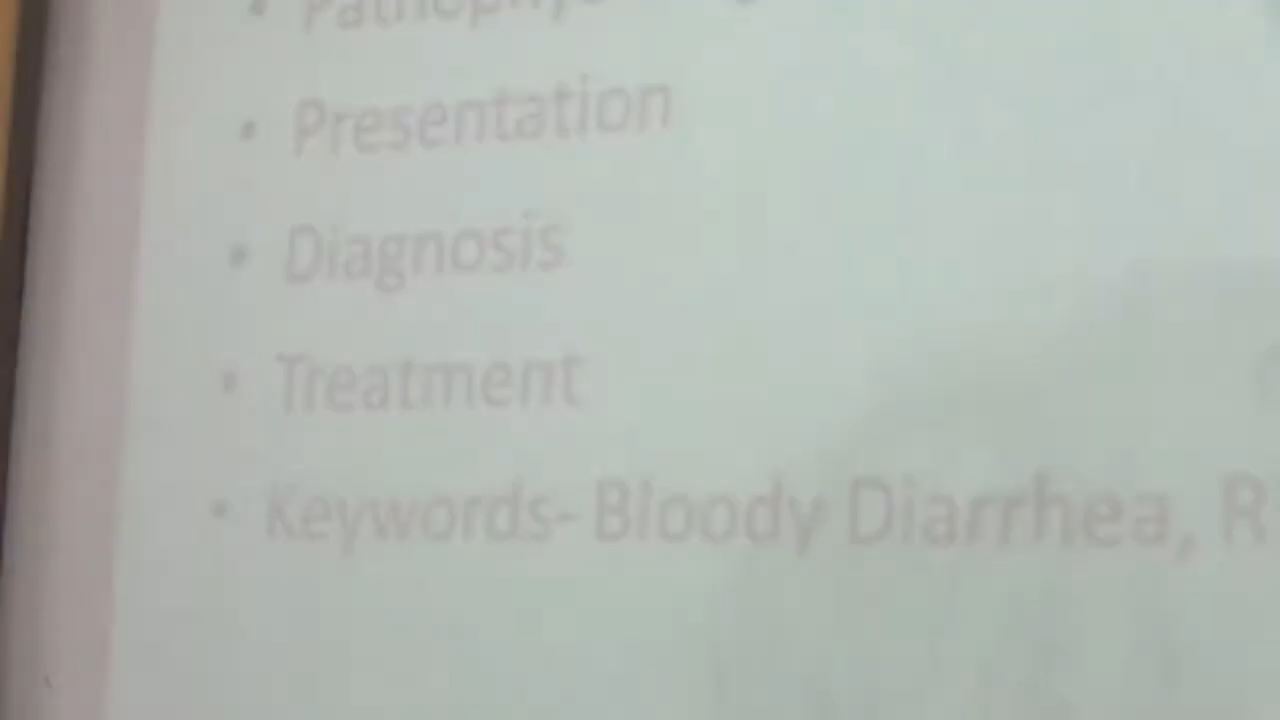 • Presentation
• Diagnosis
• Treatment
• Keywords- Bloody Diarrhea,